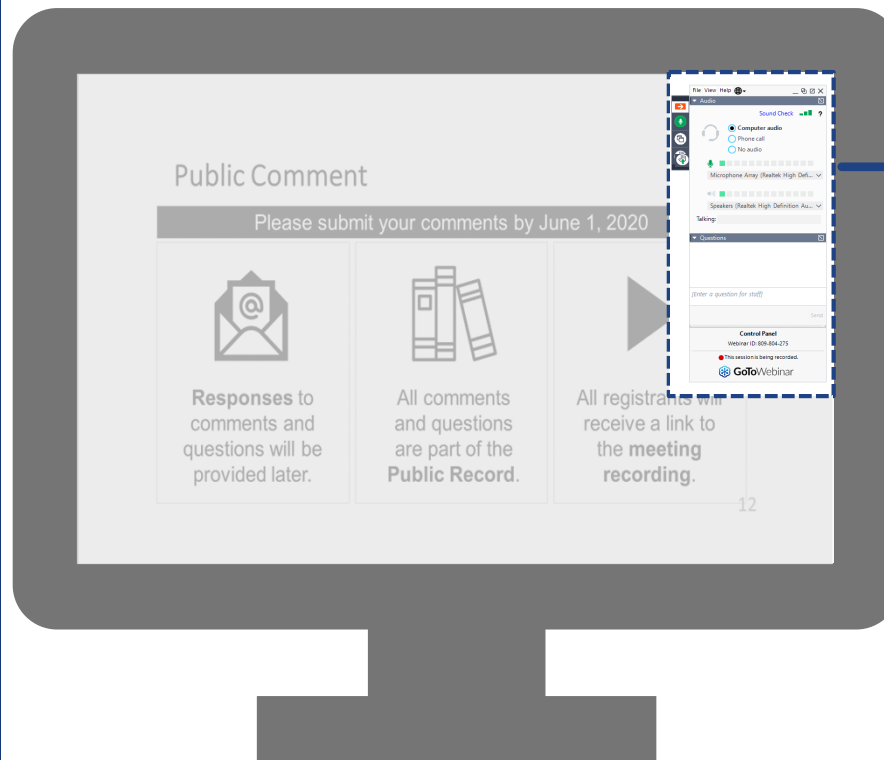 Public Comment
Please submit your comments by June 1, 2020
@
Responses to
comments and
questions will be
provided later.
All comments
and questions
are part of the
Public Record.
All registrants will
receive a link to
the meeting
recording.
12
File View Help
Audio
Sound Check ?
Computer audio
Phone call
No audio
Microphone Array (Realtek High Defi...
Speakers (Realtek High Definition Au...
Talking:
Questions
[Enter a question for staff]
Send
Control Panel
Webinar ID: 809-804-275
This session is being recorded.
GoToWebinar